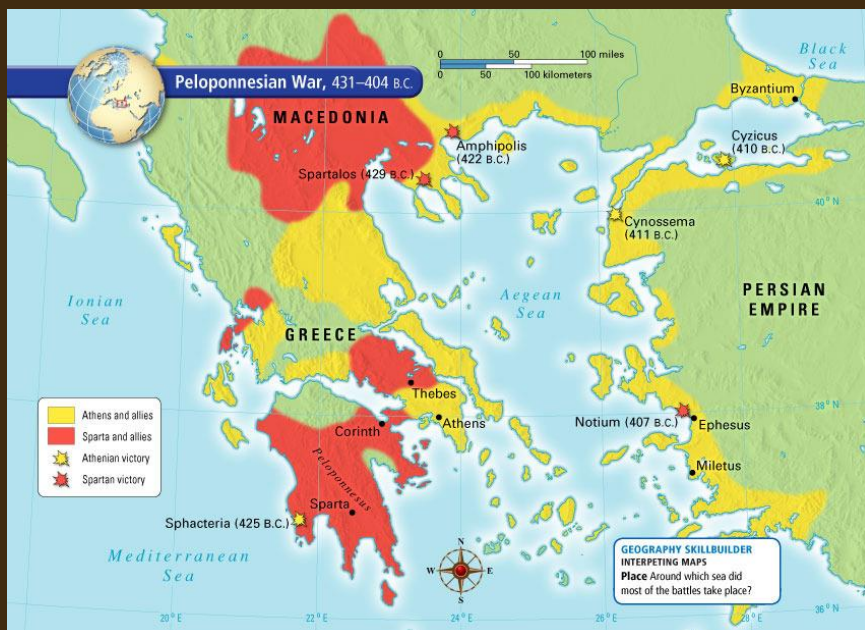 Peloponnesian War, 431–404 B.C.
0 50 100 miles
0 50 100 kilometers
Black
Sea
Byzantium
MACEDONIA
Amphipolis
(422 B.C.)
Cyzicus
(410 B.C.)
Spartalos (429 B.C.)
40°N
Cynossema
(411 B.C.)
Ionian
Sea
Aegean
Sea
PERSIAN
EMPIRE
GREECE
Thebes
Athens
Corinth
38°N
Notium (407 B.C.)
Ephesus
Miletus
Athens and allies
Sparta and allies
Athenian victory
Spartan victory
Peloponnesus
Sparta
Sphacteria (425 B.C.)
Mediterranean
Sea
N
W E
S
GEOGRAPHY SKILLBUILDER
INTERPETING MAPS
Place Around which sea did
most of the battles take place?
36°N
20°E 22°E 24°E 26°E 28°E